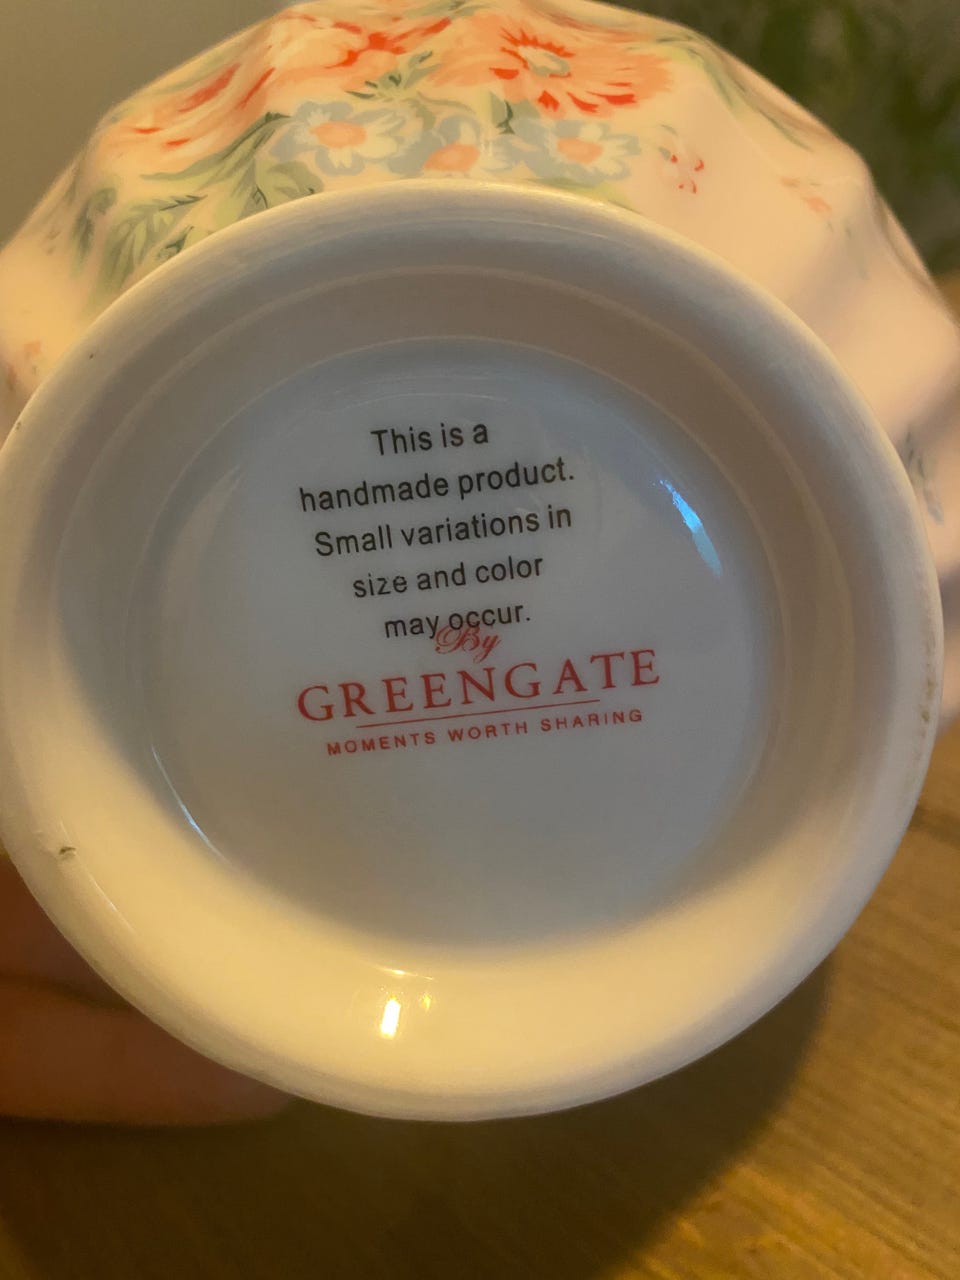 This is a
handmade product.
Small variations in
size and color
may occur.
By
GREENGATE
MOMENTS WORTH SHARING